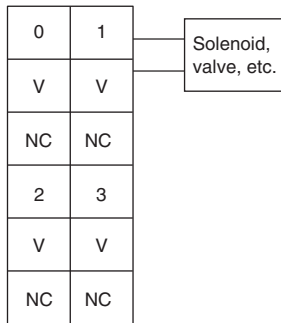 0 1
Solenoid,
valve, etc.
V V
NC NC
2 3
V V
NC NC